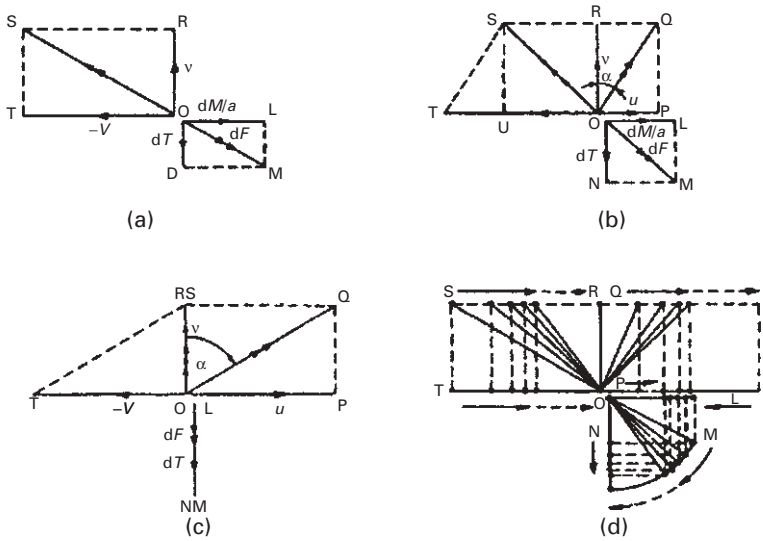 S R
ν
T −V O
dM/a L
dT dF
D M
(a)
S R Q
ν
α
u
T U O P
dM/a L
dT dF
N M
(b)
RS Q
ν
α
T −V O L u P
dF
dT
NM
(c)
S R Q
T P
O L
N M
(d)